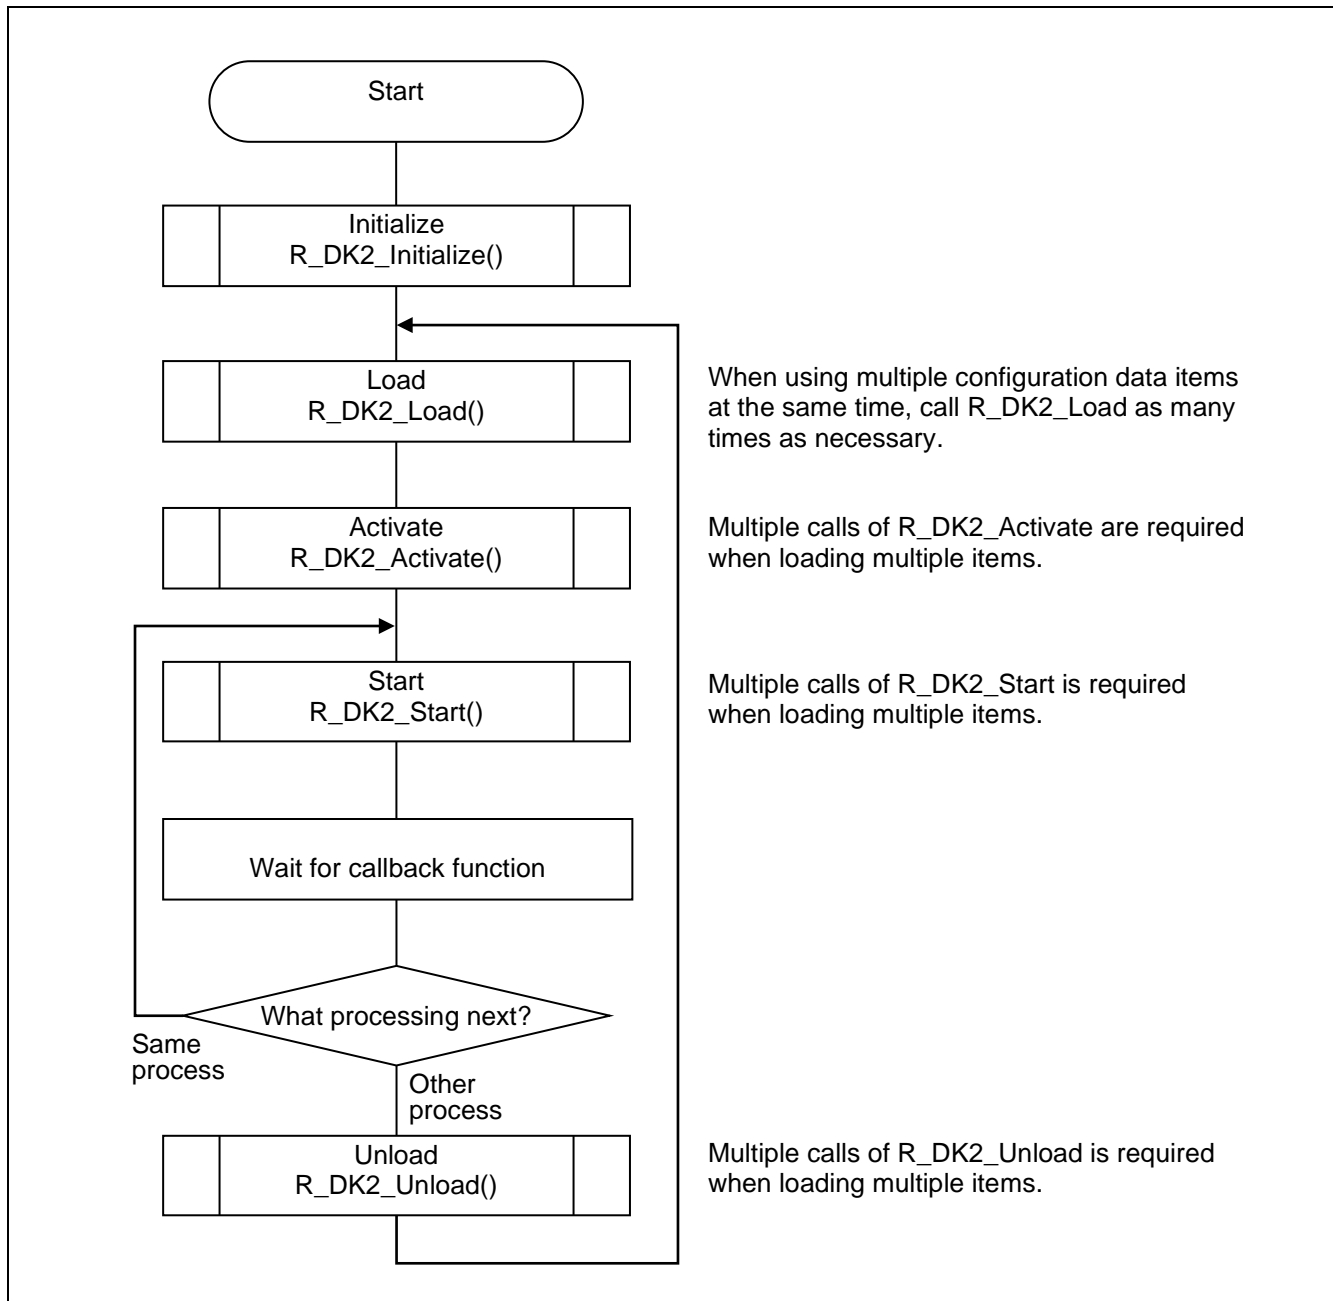 Start
Initialize
R_DK2_Initialize()
Load
R_DK2_Load()
When using multiple configuration data items
at the same time, call R_DK2_Load as many
times as necessary.
Activate
R_DK2_Activate()
Multiple calls of R_DK2_Activate are required
when loading multiple items.
Start
R_DK2_Start()
Multiple calls of R_DK2_Start is required
when loading multiple items.
Wait for callback function
What processing next?
Same
process
Other
process
Unload
R_DK2_Unload()
Multiple calls of R_DK2_Unload is required
when loading multiple items.